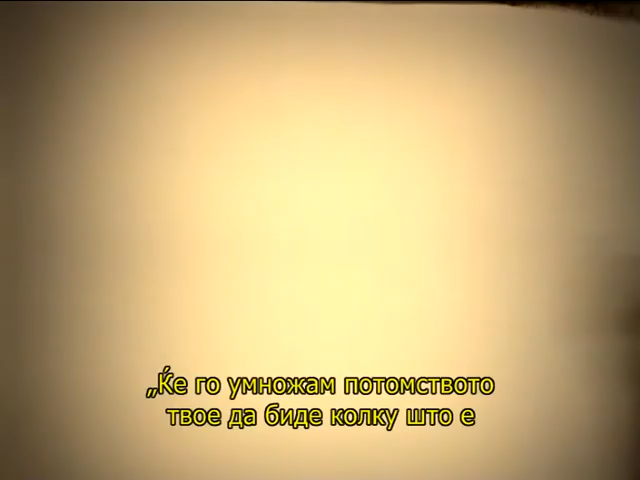 „Ќе го умножам потомството
твое да биде колку што е